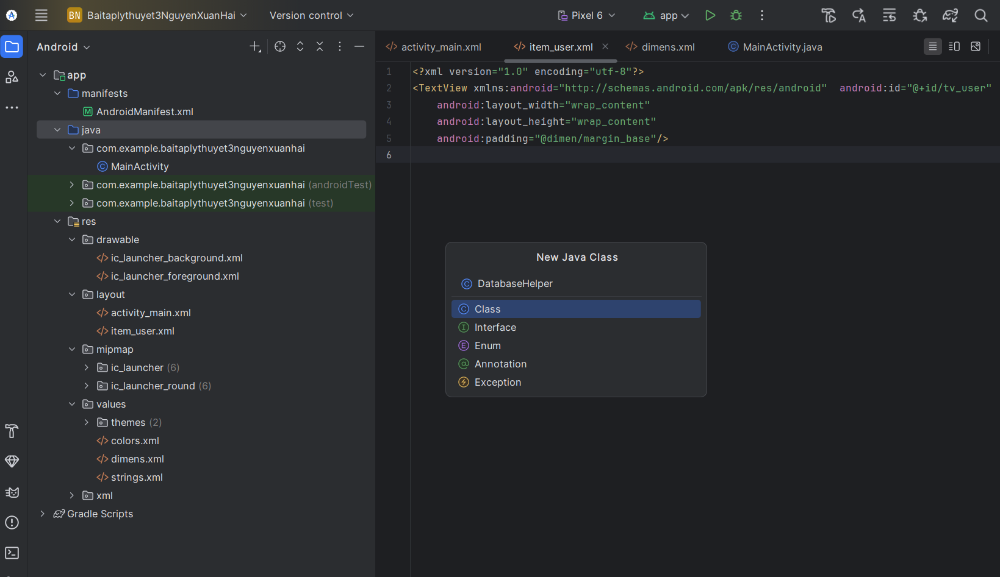 BN Baitaplythuyet 3NguyenXuanHai Version control Pixel 6 app
Android
activity_main.xml item_user.xml dimens.xml MainActivity.java
app
manifests
AndroidManifest.xml
java
com.example.baitaplythuyet3nguyenxuanhai
MainActivity
com.example.baitaplythuyet3nguyenxuanhai (androidTest)
com.example.baitaplythuyet3nguyenxuanhai (test)
res
drawable
ic_launcher_background.xml
ic_launcher_foreground.xml
layout
activity_main.xml
item_user.xml
mipmap
ic_launcher (6)
ic_launcher_round (6)
values
themes (2)
colors.xml
dimens.xml
strings.xml
xml
Gradle Scripts
1 <?xml version="1.0" encoding="utf-8"?>
2 <TextView xmlns:android="http://schemas.android.com/apk/res/android" android:id="@+id/tv_user"
3 android:layout_width="wrap_content"
4 android:layout_height="wrap_content"
5 android:padding="@dimen/margin_base"/>
6
New Java Class
C DatabaseHelper
C Class
I Interface
E Enum
@ Annotation
Exception